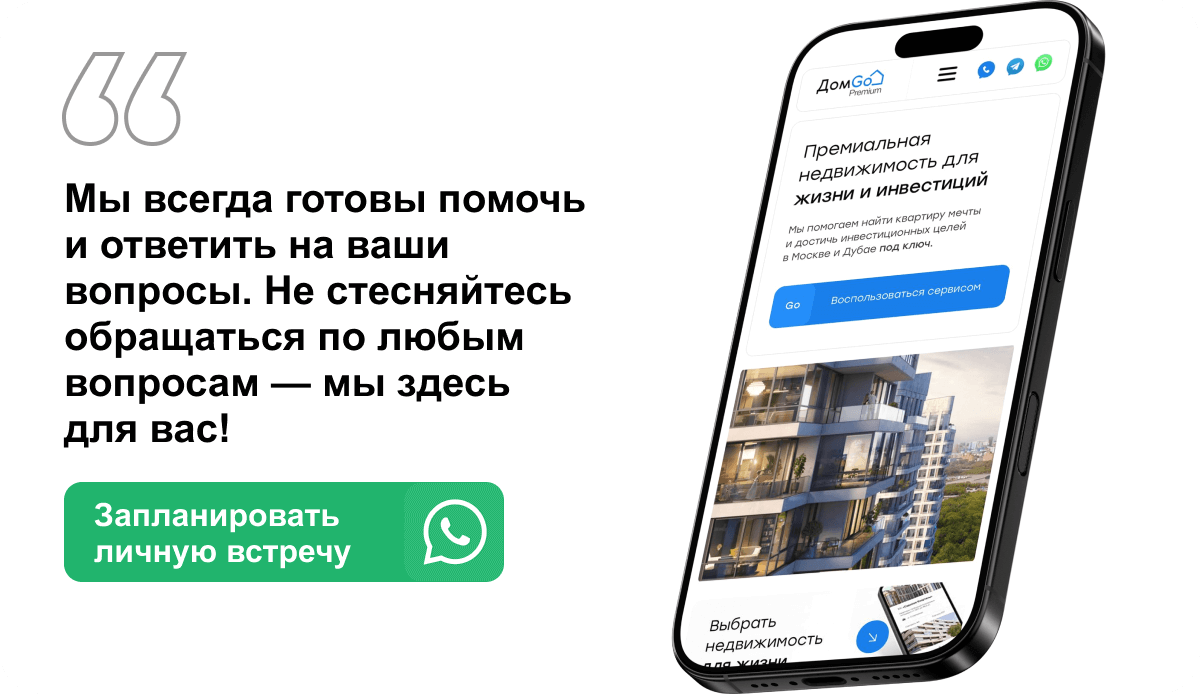 Мы всегда готовы помочь
и ответить на ваши
вопросы. Не стесняйтесь
обращаться по любым
вопросам — мы здесь
для вас!
Запланировать
личную встречу
ДомGo
Premium
Премиальная
недвижимость для
жизни и инвестиций
Мы помогаем найти квартиру мечты
и достичь инвестиционных целей
в Москве и Дубае под ключ.
Go Воспользоваться сервисом
Выбрать
недвижимость
для жизни